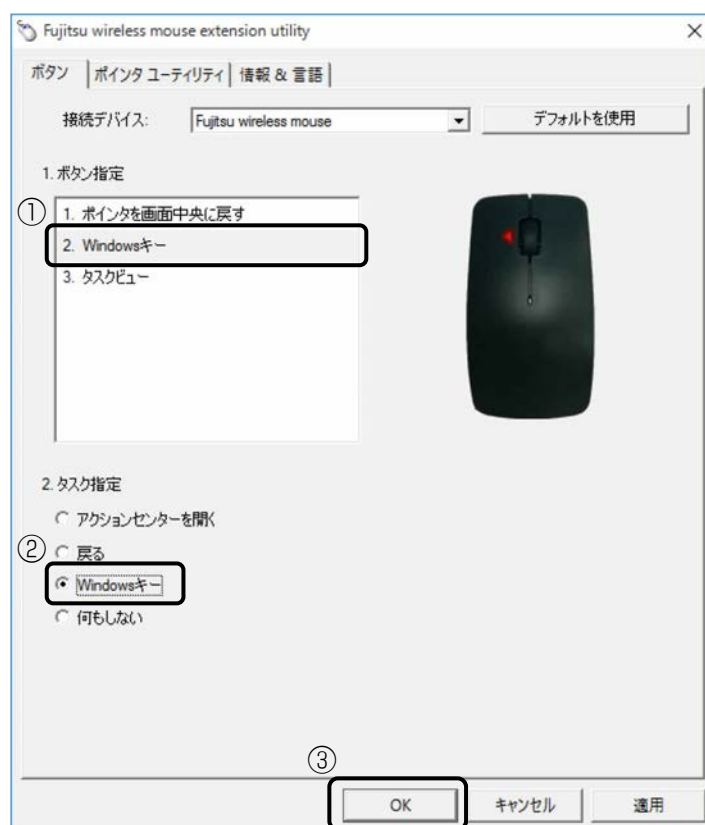 Fujitsu wireless mouse extension utility
ボタン ポインタ ユーティリティ 情報 & 言語
接続デバイス: Fujitsu wireless mouse デフォルトを使用
1. ボタン指定
①
1. ポインタを画面中央に戻す
2. Windowsキー
3. タスクビュー
2. タスク指定
アクションセンターを開く
②
戻る
Windowsキー
何もしない
③
OK キャンセル 適用